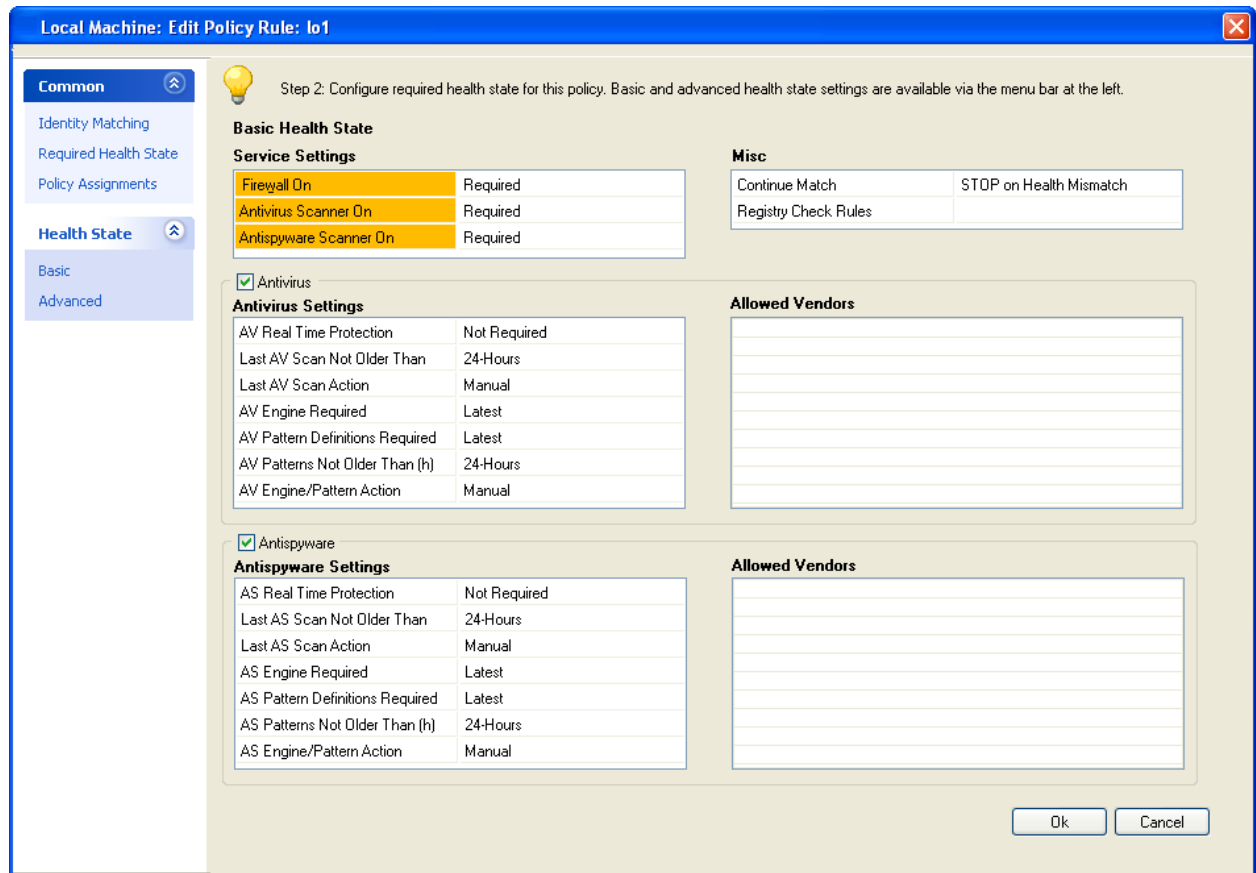 Local Machine: Edit Policy Rule: lo1
Common
Identity Matching
Required Health State
Policy Assignments
Health State
Basic
Advanced
Step 2: Configure required health state for this policy. Basic and advanced health state settings are available via the menu bar at the left.
Basic Health State
Service Settings
Firewall On Required
Antivirus Scanner On Required
Antispyware Scanner On Required
Misc
Continue Match STOP on Health Mismatch
Registry Check Rules
Antivirus
Antivirus Settings
AV Real Time Protection Not Required
Last AV Scan Not Older Than 24-Hours
Last AV Scan Action Manual
AV Engine Required Latest
AV Pattern Definitions Required Latest
AV Patterns Not Older Than (h) 24-Hours
AV Engine/Pattern Action Manual
Allowed Vendors
Antispyware
Antispyware Settings
AS Real Time Protection Not Required
Last AS Scan Not Older Than 24-Hours
Last AS Scan Action Manual
AS Engine Required Latest
AS Pattern Definitions Required Latest
AS Patterns Not Older Than (h) 24-Hours
AS Engine/Pattern Action Manual
Allowed Vendors
Ok Cancel